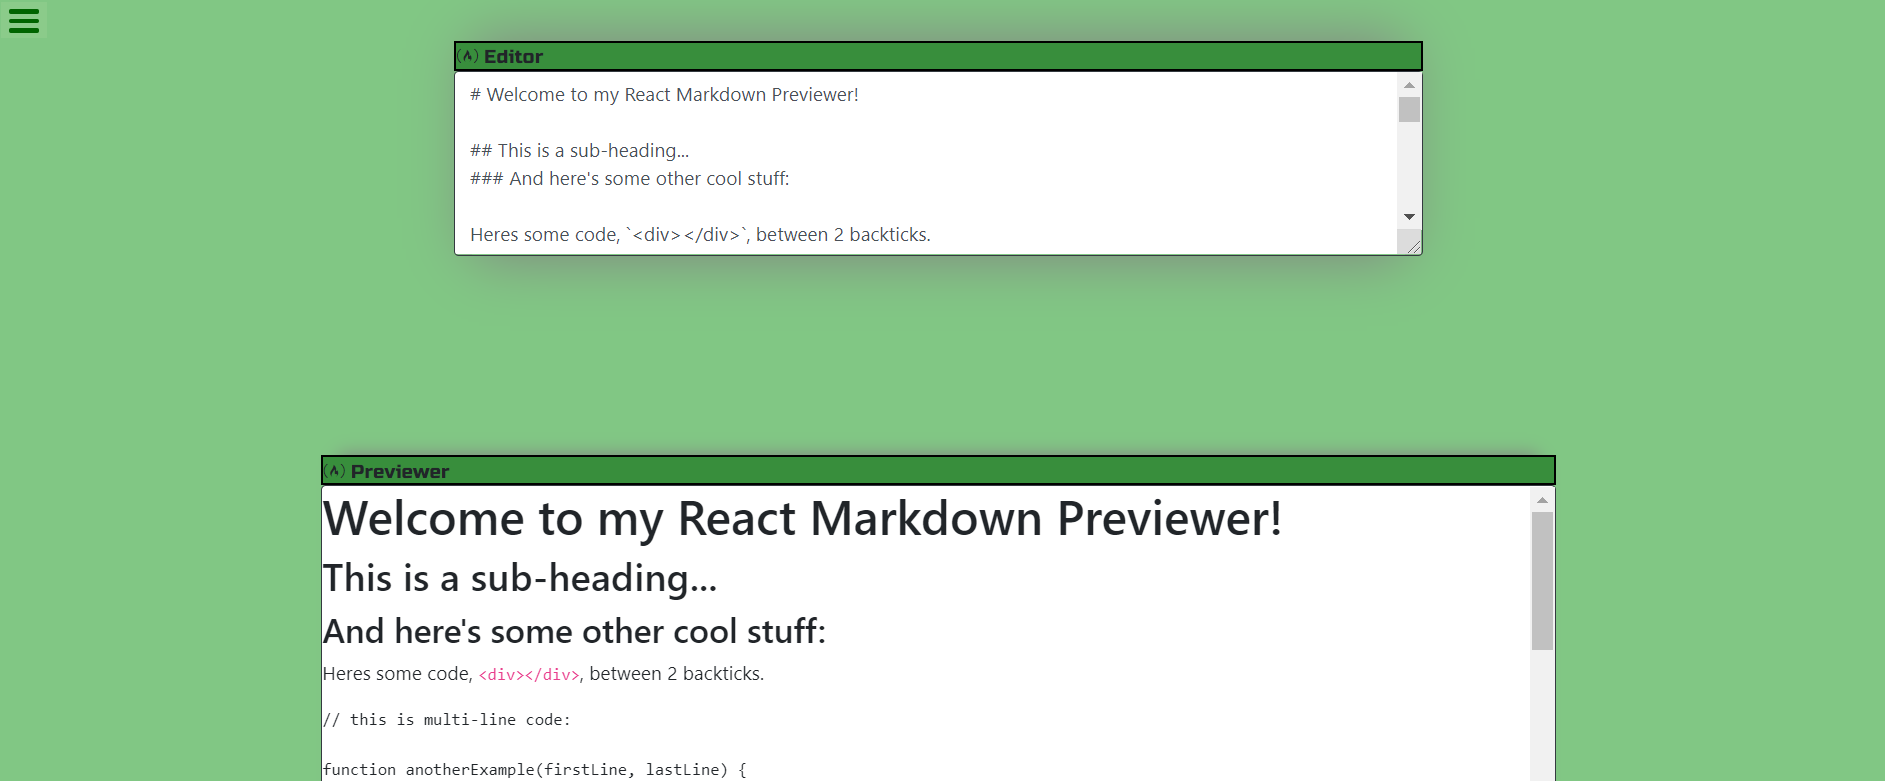 Editor
# Welcome to my React Markdown Previewer!
## This is a sub-heading...
### And here's some other cool stuff:
Heres some code, `<div></div>`, between 2 backticks.
Previewer
Welcome to my React Markdown Previewer!
This is a sub-heading...
And here's some other cool stuff:
Heres some code, <div></div>, between 2 backticks.
// this is multi-line code:
function anotherExample(firstLine, lastLine) {